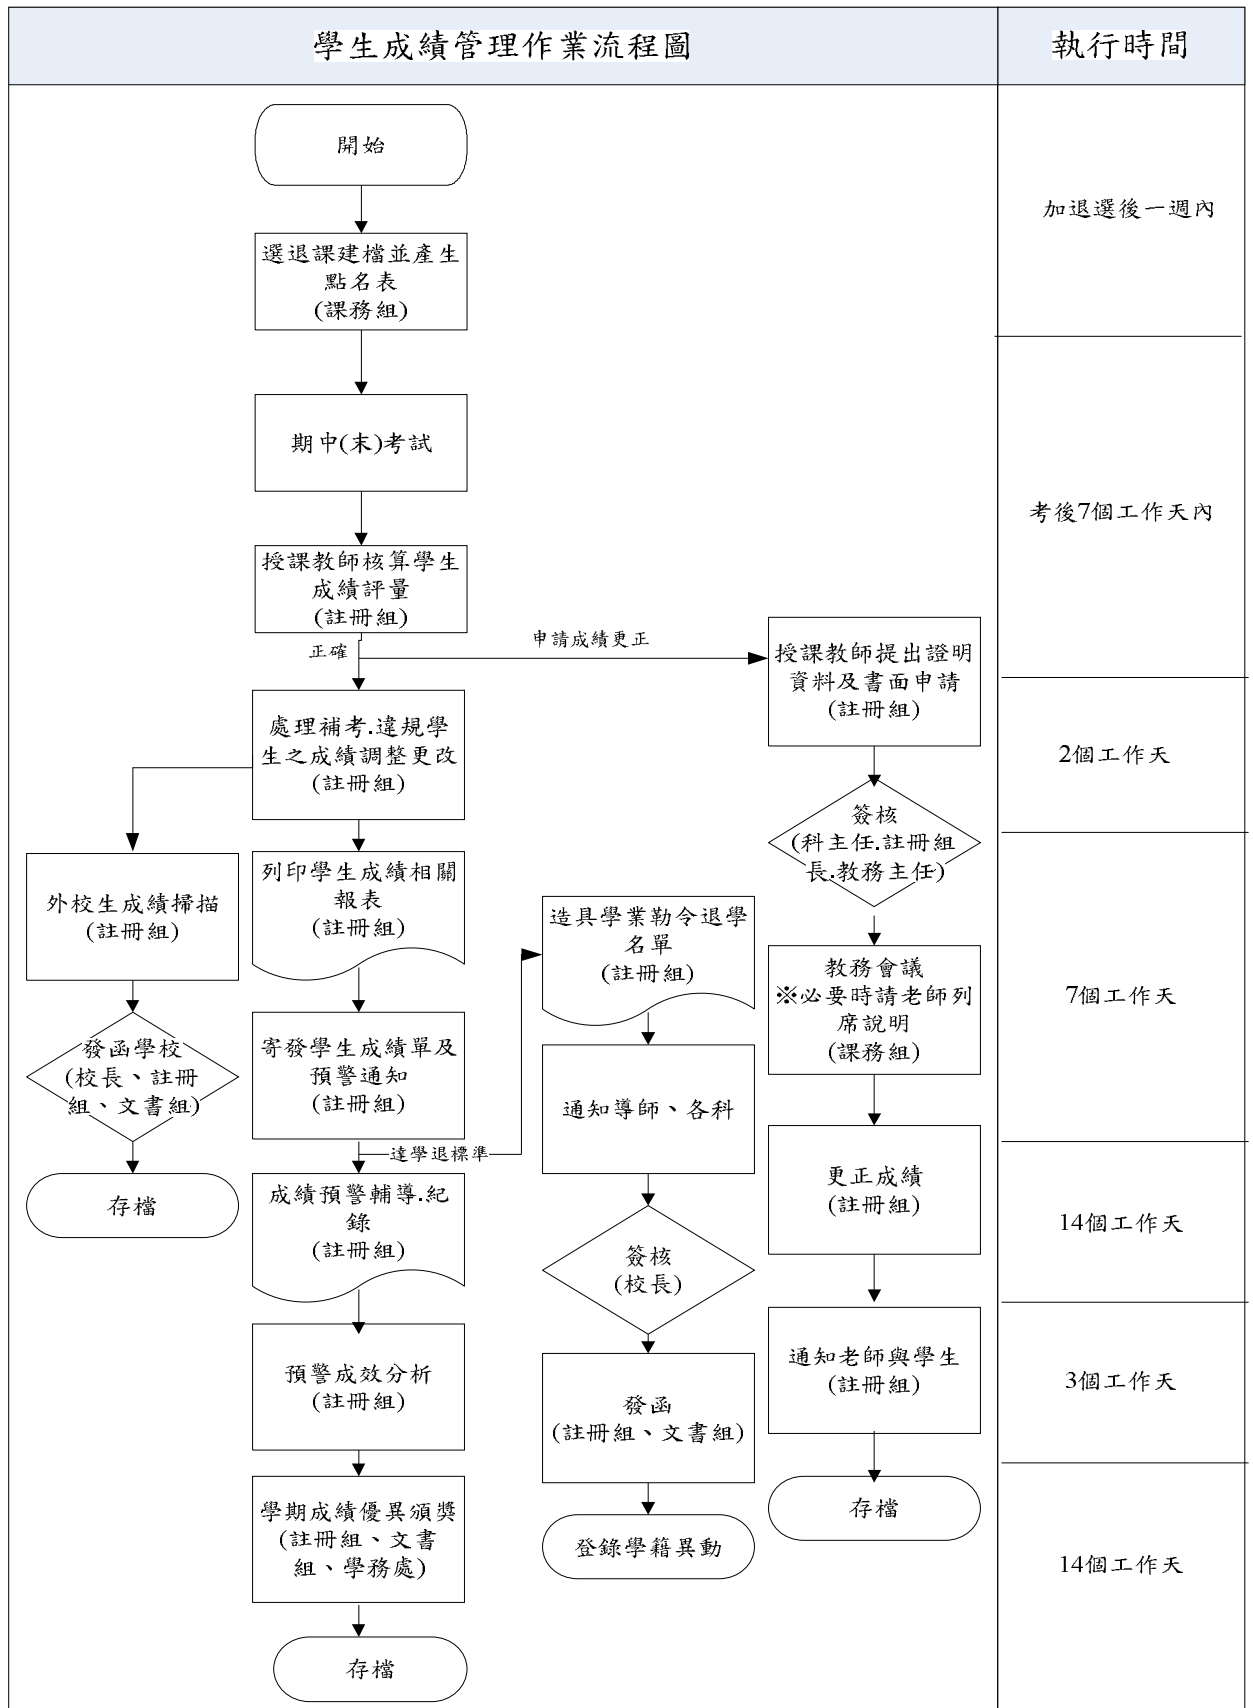 學生成績管理作業流程圖
執行時間
開始
加退選後一週內
選退課建檔並產生
點名表
(課務組)
期中(末)考試
考後7個工作天內
授課教師核算學生
成績評量
(註冊組)
正確
申請成績更正
授課教師提出證明
資料及書面申請
(註冊組)
處理補考.違規學
生之成績調整更改
(註冊組)
2個工作天
簽核
(科主任.註冊組
長.教務主任)
外校生成績掃描
(註冊組)
列印學生成績相關
報表
(註冊組)
造具學業勒令退學
名單
(註冊組)
教務會議
※必要時請老師列
席說明
(課務組)
7個工作天
發函學校
(校長、註冊
組、文書組)
寄發學生成績單及
預警通知
(註冊組)
通知導師、各科
達學退標準
更正成績
(註冊組)
存檔
成績預警輔導.紀
錄
(註冊組)
14個工作天
簽核
(校長)
預警成效分析
(註冊組)
通知老師與學生
(註冊組)
3個工作天
發函
(註冊組、文書組)
學期成績優異頒獎
(註冊組、文書
組、學務處)
登錄學籍異動
存檔
14個工作天
存檔